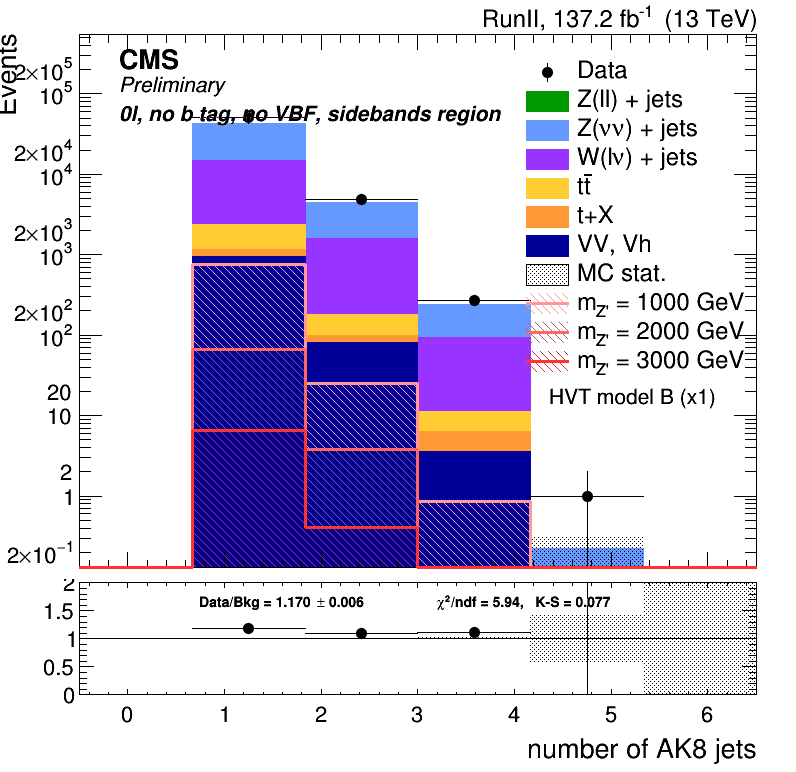 RunII, 137.2 fb⁻¹ (13 TeV)
Events
CMS
Preliminary
0l, no b tag, no VBF, sidebands region
Data
Z(ll) + jets
Z(νν) + jets
W(lν) + jets
tt̄
t+X
VV, Vh
MC stat.
m_Z' = 1000 GeV
m_Z' = 2000 GeV
m_Z' = 3000 GeV
HVT model B (x1)
2×10⁵
10⁵
2×10⁴
10⁴
2×10³
10³
2×10²
10²
20
10
2
1
2×10⁻¹
Data/Bkg = 1.170 ± 0.006
χ²/ndf = 5.94, K-S = 0.077
2
1.5
1
0.5
0
0 1 2 3 4 5 6
number of AK8 jets